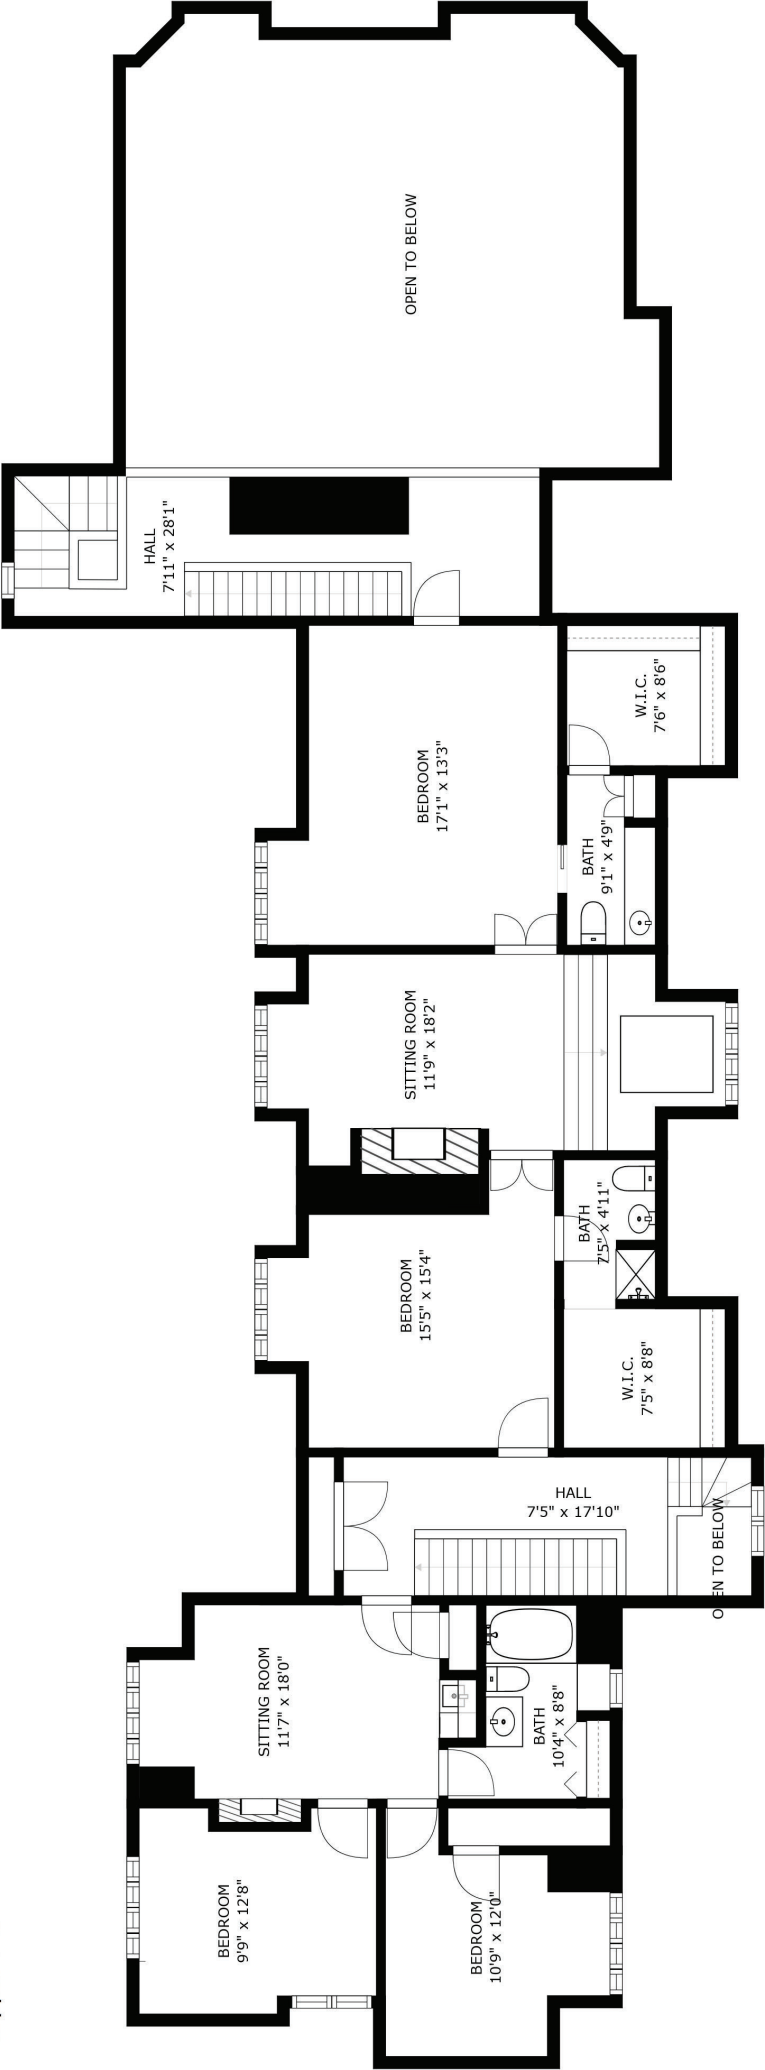 OPEN TO BELOW
HALL
7'11" x 28'1"
W.I.C.
7'6" x 8'6"
BEDROOM
17'1" x 13'3"
BATH
9'1" x 4'9"
SITTING ROOM
11'9" x 18'2"
BATH
7'5" x 4'11"
BEDROOM
15'5" x 15'4"
W.I.C.
7'5" x 8'8"
HALL
7'5" x 17'10"
OPEN TO BELOW
SITTING ROOM
11'7" x 18'0"
BATH
10'4" x 8'8"
BEDROOM
9'9" x 12'8"
BEDROOM
10'9" x 12'0"